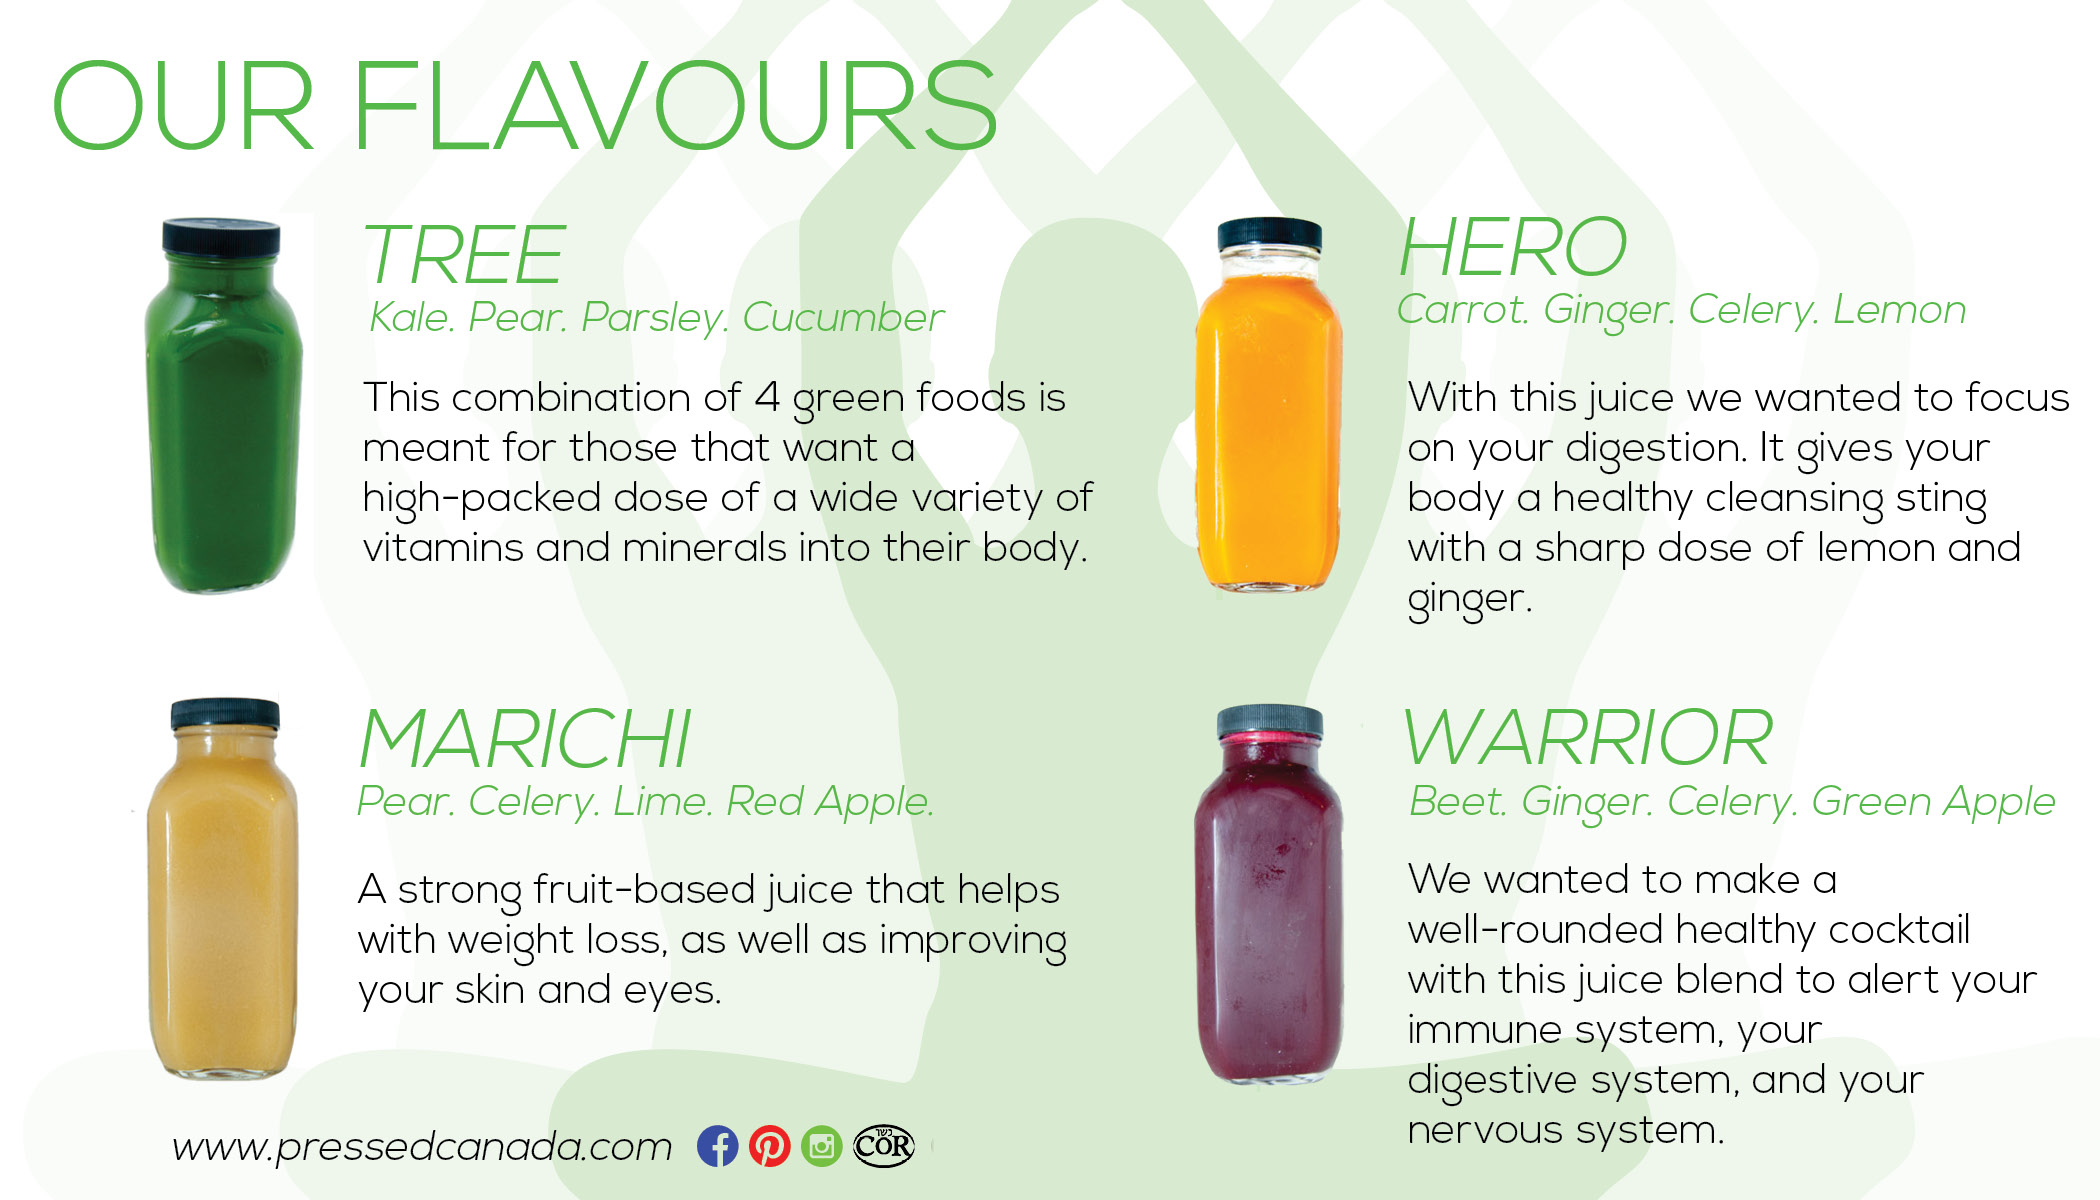 OUR FLAVOURS
TREE
Kale. Pear. Parsley. Cucumber
This combination of 4 green foods is
meant for those that want a
high-packed dose of a wide variety of
vitamins and minerals into their body.
HERO
Carrot. Ginger. Celery. Lemon
With this juice we wanted to focus
on your digestion. It gives your
body a healthy cleansing sting
with a sharp dose of lemon and
ginger.
MARICHI
Pear. Celery. Lime. Red Apple.
A strong fruit-based juice that helps
with weight loss, as well as improving
your skin and eyes.
WARRIOR
Beet. Ginger. Celery. Green Apple
We wanted to make a
well-rounded healthy cocktail
with this juice blend to alert your
immune system, your
digestive system, and your
nervous system.
www.pressedcanada.com
כשר
COR